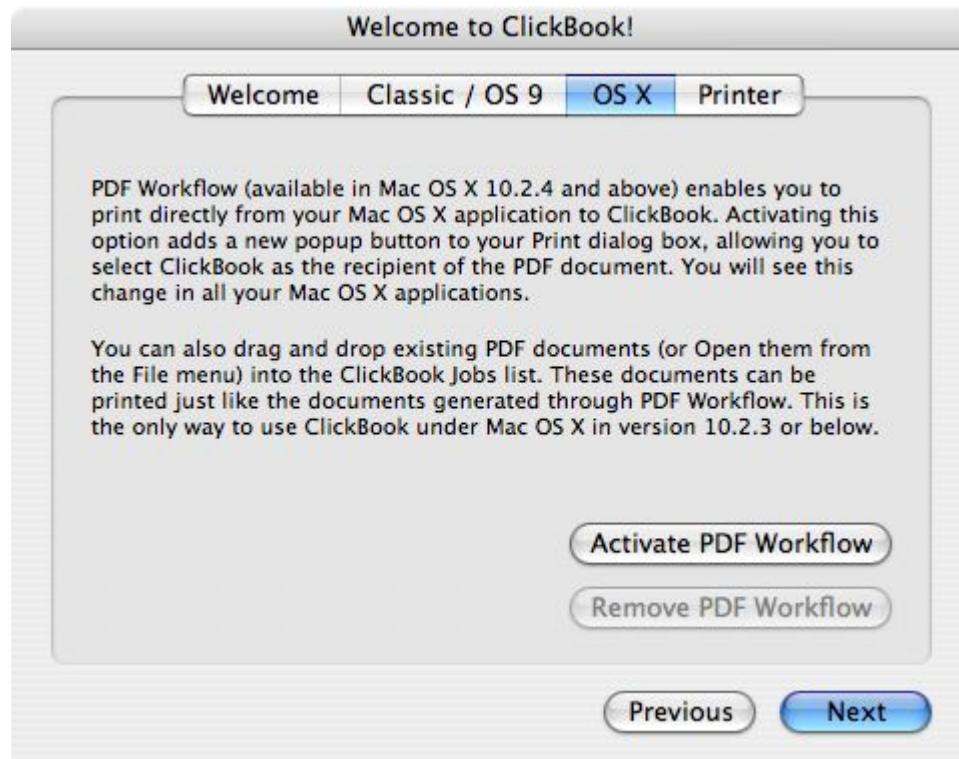 Welcome to ClickBook!
Welcome Classic / OS 9 OS X Printer
PDF Workflow (available in Mac OS X 10.2.4 and above) enables you to
print directly from your Mac OS X application to ClickBook. Activating this
option adds a new popup button to your Print dialog box, allowing you to
select ClickBook as the recipient of the PDF document. You will see this
change in all your Mac OS X applications.
You can also drag and drop existing PDF documents (or Open them from
the File menu) into the ClickBook Jobs list. These documents can be
printed just like the documents generated through PDF Workflow. This is
the only way to use ClickBook under Mac OS X in version 10.2.3 or below.
Activate PDF Workflow
Remove PDF Workflow
Previous Next